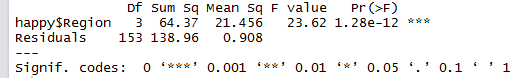 Df Sum Sq Mean Sq F value Pr(>F)
happy$Region 3 64.37 21.456 23.62 1.28e-12 ***
Residuals 153 138.96 0.908
---
Signif. codes: 0 ‘***’ 0.001 ‘**’ 0.01 ‘*’ 0.05 ‘.’ 0.1 ‘ ’ 1